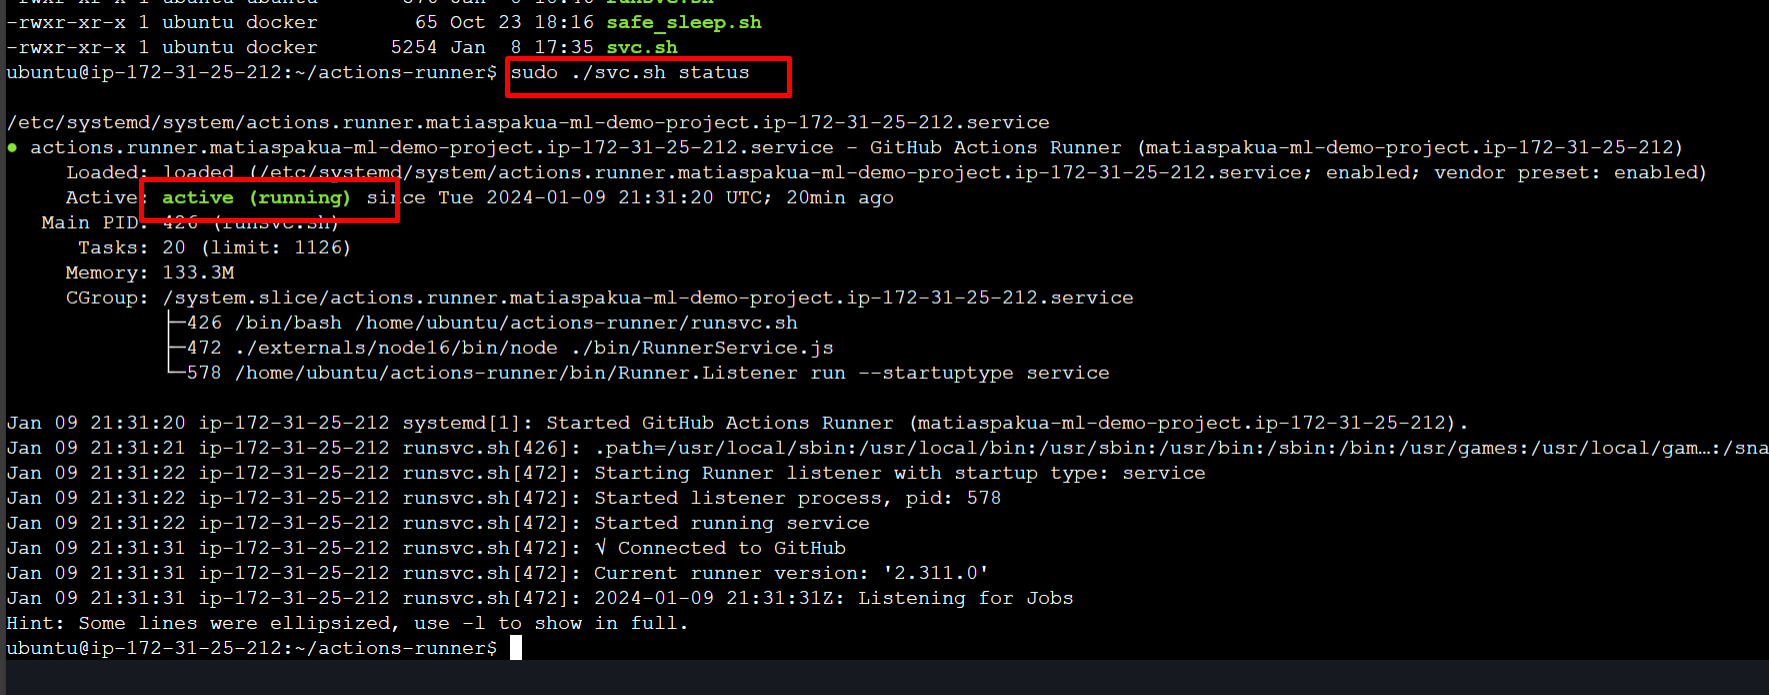 -rwxr-xr-x 1 ubuntu ubuntu
-rwxr-xr-x 1 ubuntu docker 65 Oct 23 18:16 safe_sleep.sh
-rwxr-xr-x 1 ubuntu docker 5254 Jan 8 17:35 svc.sh
ubuntu@ip-172-31-25-212:~/actions-runner$ sudo ./svc.sh status
/etc/systemd/system/actions.runner.matiaspakua-ml-demo-project.ip-172-31-25-212.service
● actions.runner.matiaspakua-ml-demo-project.ip-172-31-25-212.service - GitHub Actions Runner (matiaspakua-ml-demo-project.ip-172-31-25-212)
Loaded: loaded (/etc/systemd/system/actions.runner.matiaspakua-ml-demo-project.ip-172-31-25-212.service; enabled; vendor preset: enabled)
Active: active (running) since Tue 2024-01-09 21:31:20 UTC; 20min ago
Main PID: 426 (runsvc.sh)
Tasks: 20 (limit: 1126)
Memory: 133.3M
CGroup: /system.slice/actions.runner.matiaspakua-ml-demo-project.ip-172-31-25-212.service
├─426 /bin/bash /home/ubuntu/actions-runner/runsvc.sh
├─472 ./externals/node16/bin/node ./bin/RunnerService.js
└─578 /home/ubuntu/actions-runner/bin/Runner.Listener run --startuptype service
Jan 09 21:31:20 ip-172-31-25-212 systemd[1]: Started GitHub Actions Runner (matiaspakua-ml-demo-project.ip-172-31-25-212).
Jan 09 21:31:21 ip-172-31-25-212 runsvc.sh[426]: .path=/usr/local/sbin:/usr/local/bin:/usr/sbin:/usr/bin:/sbin:/bin:/usr/games:/usr/local/gam…:/sna
Jan 09 21:31:22 ip-172-31-25-212 runsvc.sh[472]: Starting Runner listener with startup type: service
Jan 09 21:31:22 ip-172-31-25-212 runsvc.sh[472]: Started listener process, pid: 578
Jan 09 21:31:22 ip-172-31-25-212 runsvc.sh[472]: Started running service
Jan 09 21:31:31 ip-172-31-25-212 runsvc.sh[472]: √ Connected to GitHub
Jan 09 21:31:31 ip-172-31-25-212 runsvc.sh[472]: Current runner version: '2.311.0'
Jan 09 21:31:31 ip-172-31-25-212 runsvc.sh[472]: 2024-01-09 21:31:31Z: Listening for Jobs
Hint: Some lines were ellipsized, use -l to show in full.
ubuntu@ip-172-31-25-212:~/actions-runner$